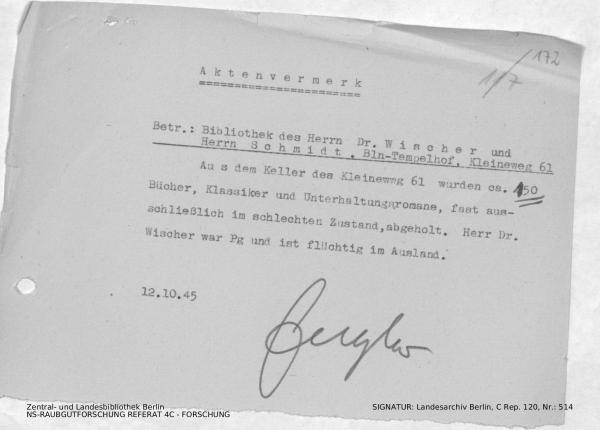 172
1/7
Aktenvermerk
Betr.: Bibliothek des Herrn Dr. Wischer und
Herrn Schmidt, Bln-Tempelhof, Kleineweg 61
Au s dem Keller des Kleineweg 61 wurden ca. 150
Bücher, Klassiker und Unterhaltungsromane, fast aus-
schließlich im schlechten Zustand,abgeholt. Herr Dr.
Wischer war Pg und ist flüchtig im Ausland.
12.10.45
Zentral- und Landesbibliothek Berlin
NS-RAUBGUTFORSCHUNG REFERAT 4C - FORSCHUNG
SIGNATUR: Landesarchiv Berlin, C Rep. 120, Nr.: 514